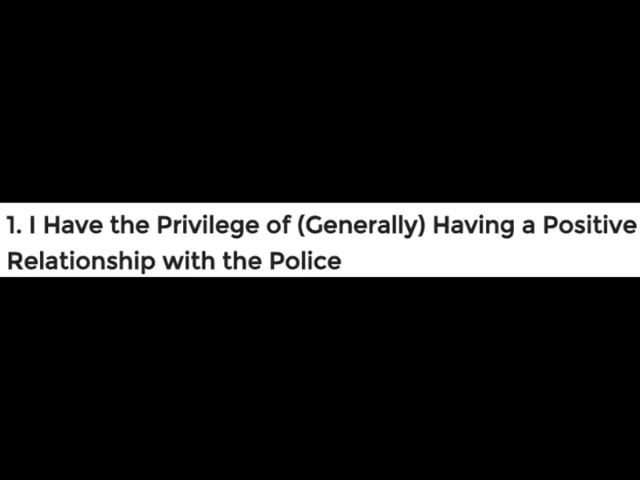 1. I Have the Privilege of (Generally) Having a Positive
Relationship with the Police